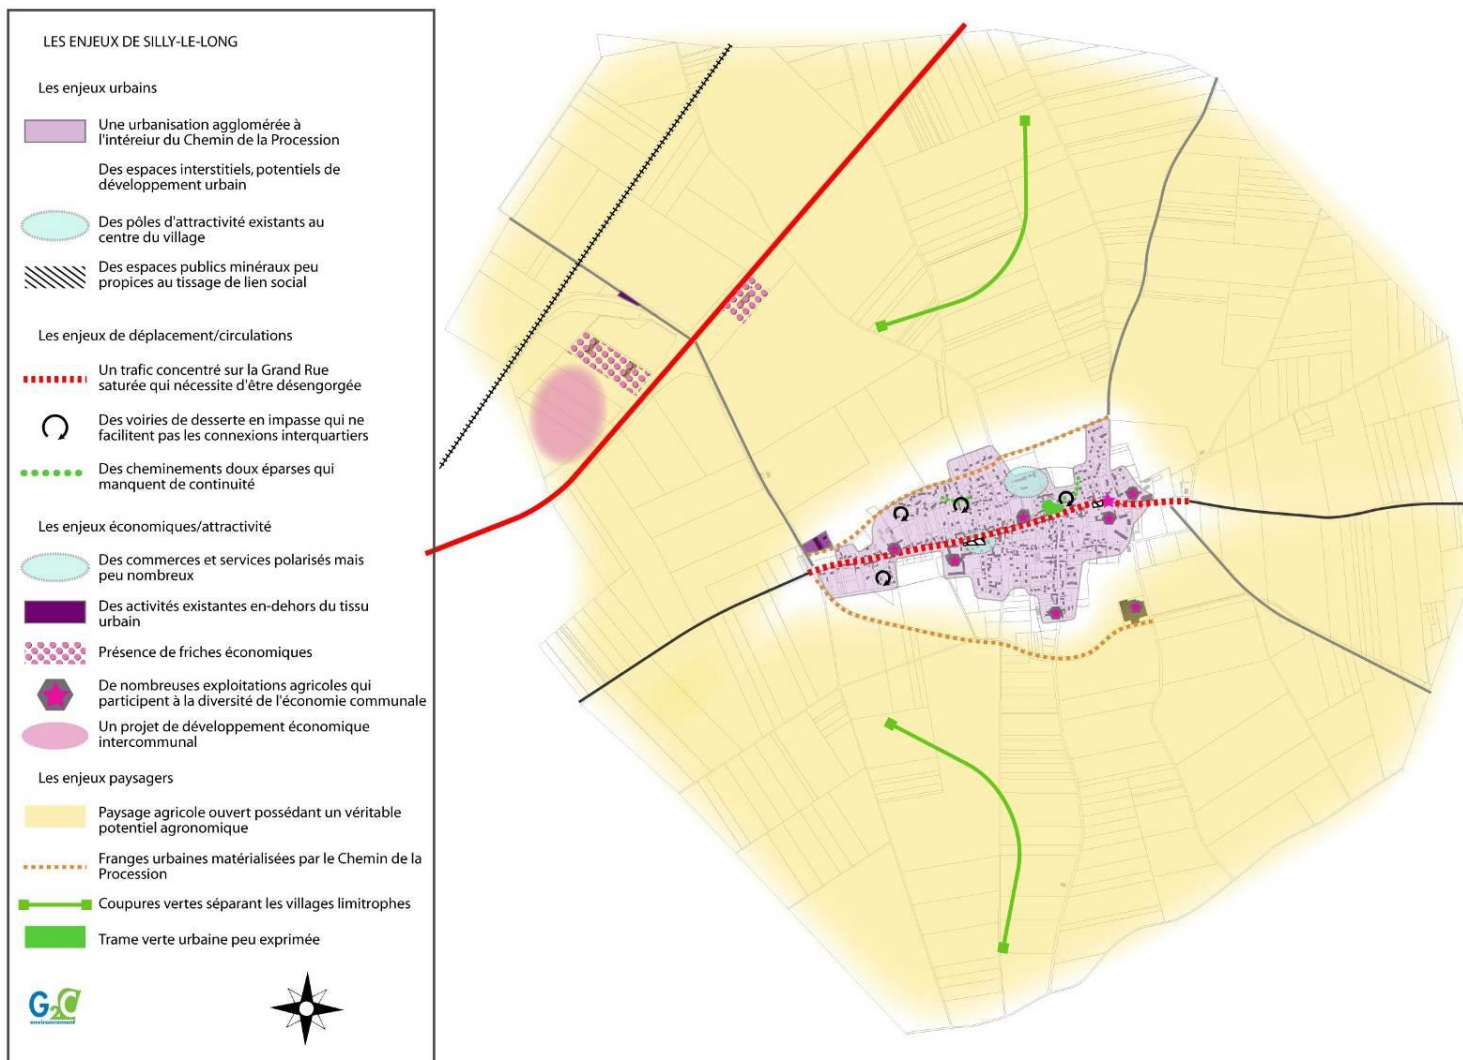 LES ENJEUX DE SILLY-LE-LONG
Les enjeux urbains
Une urbanisation agglomérée à
l'intéreiur du Chemin de la Procession
Des espaces interstitiels, potentiels de
développement urbain
Des pôles d'attractivité existants au
centre du village
Des espaces publics minéraux peu
propices au tissage de lien social
Les enjeux de déplacement/circulations
Un trafic concentré sur la Grand Rue
saturée qui nécessite d'être désengorgée
Des voiries de desserte en impasse qui ne
facilitent pas les connexions interquartiers
Des cheminements doux éparses qui
manquent de continuité
Les enjeux économiques/attractivité
Des commerces et services polarisés mais
peu nombreux
Des activités existantes en-dehors du tissu
urbain
Présence de friches économiques
De nombreuses exploitations agricoles qui
participent à la diversité de l'économie communale
Un projet de développement économique
intercommunal
Les enjeux paysagers
Paysage agricole ouvert possédant un véritable
potentiel agronomique
Franges urbaines matérialisées par le Chemin de la
Procession
Coupures vertes séparant les villages limitrophes
Trame verte urbaine peu exprimée
G2C
environnement